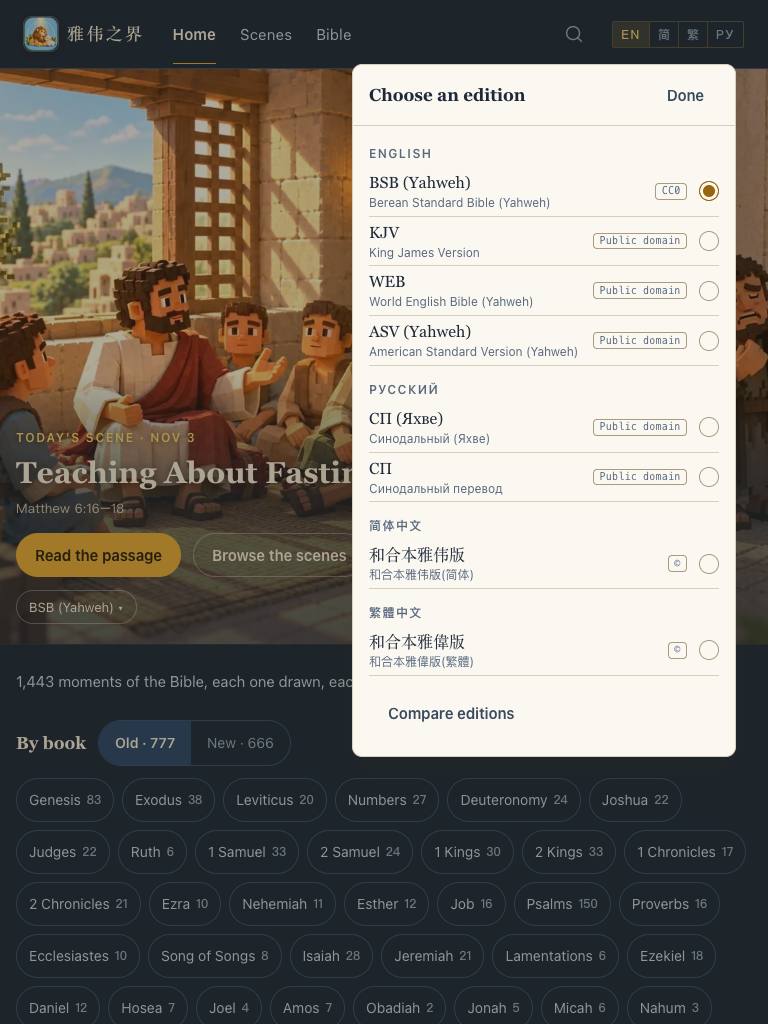 雅伟之界
Home
Scenes
Bible
EN
简
繁
РУ
Choose an edition
Done
ENGLISH
BSB (Yahweh)
Berean Standard Bible (Yahweh)
CC0
KJV
King James Version
Public domain
WEB
World English Bible (Yahweh)
Public domain
ASV (Yahweh)
American Standard Version (Yahweh)
Public domain
РУССКИЙ
СП (Яхве)
Синодальный (Яхве)
Public domain
СП
Синодальный перевод
Public domain
简体中文
和合本雅伟版
和合本雅伟版(简体)
©
繁體中文
和合本雅偉版
和合本雅偉版(繁體)
©
Compare editions
TODAY'S SCENE · NOV 3
Teaching About Fastin
Matthew 6:16–18
Read the passage
Browse the scenes
BSB (Yahweh)
1,443 moments of the Bible, each one drawn, eac
By book
Old · 777
New · 666
Genesis 83
Exodus 38
Leviticus 20
Numbers 27
Deuteronomy 24
Joshua 22
Judges 22
Ruth 6
1 Samuel 33
2 Samuel 24
1 Kings 30
2 Kings 33
1 Chronicles 17
2 Chronicles 21
Ezra 10
Nehemiah 11
Esther 12
Job 16
Psalms 150
Proverbs 16
Ecclesiastes 10
Song of Songs 8
Isaiah 28
Jeremiah 21
Lamentations 6
Ezekiel 18
Daniel 12
Hosea 7
Joel 4
Amos 7
Obadiah 2
Jonah 5
Micah 6
Nahum 3